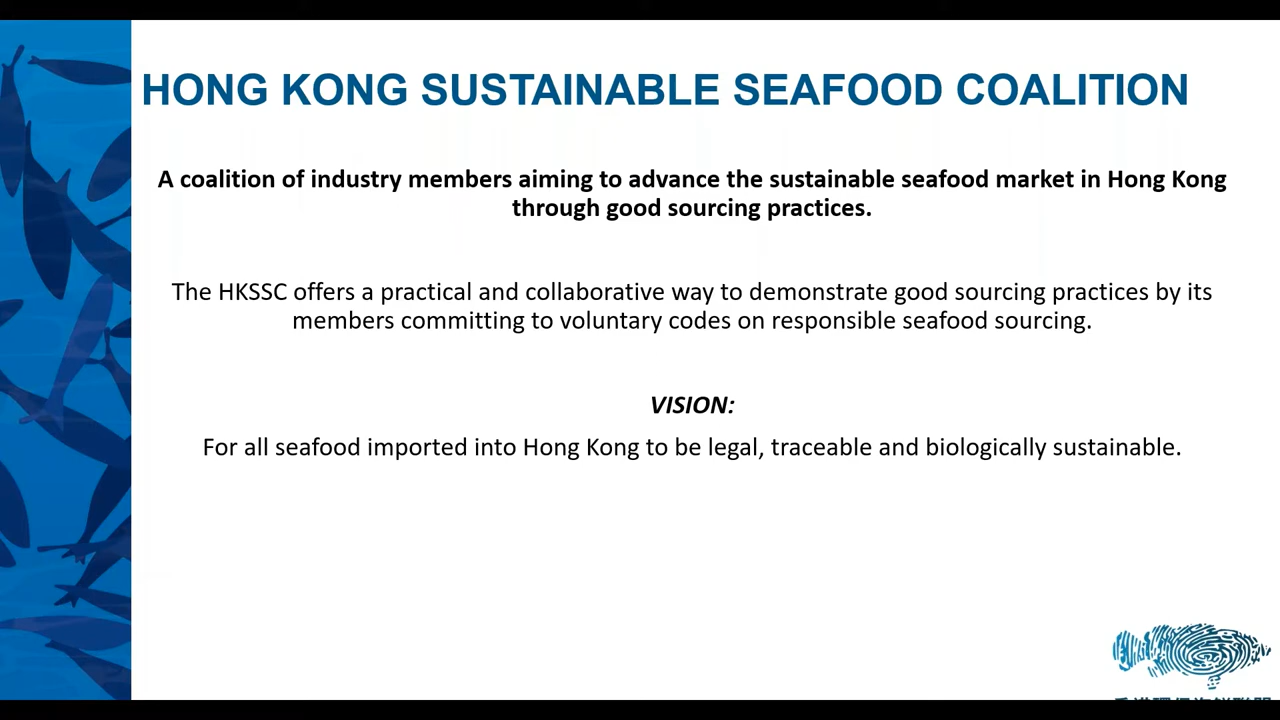 HONG KONG SUSTAINABLE SEAFOOD COALITION
A coalition of industry members aiming to advance the sustainable seafood market in Hong Kong
through good sourcing practices.
The HKSSC offers a practical and collaborative way to demonstrate good sourcing practices by its
members committing to voluntary codes on responsible seafood sourcing.
VISION:
For all seafood imported into Hong Kong to be legal, traceable and biologically sustainable.